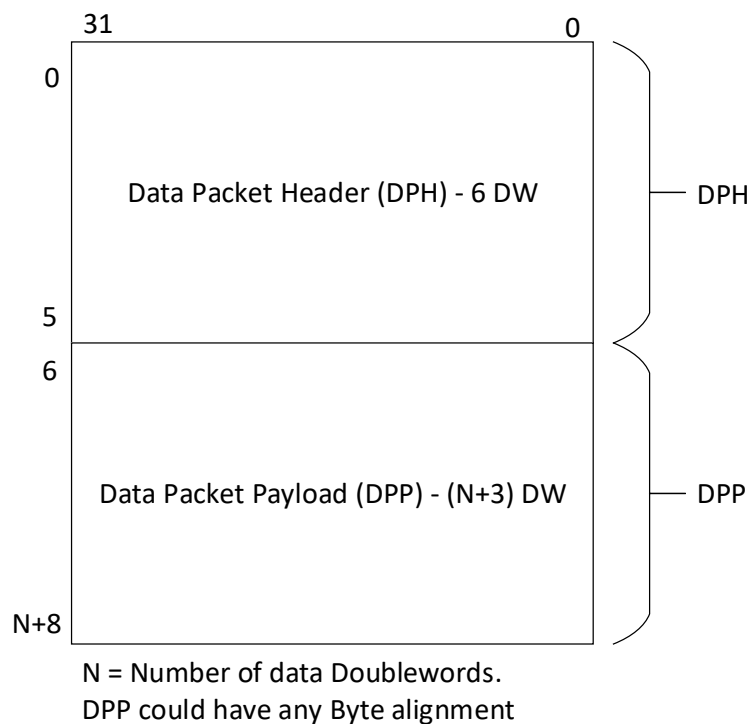 31 0
0
Data Packet Header (DPH) - 6 DW
DPH
5
6
Data Packet Payload (DPP) - (N+3) DW
DPP
N+8
N = Number of data Doublewords.
DPP could have any Byte alignment